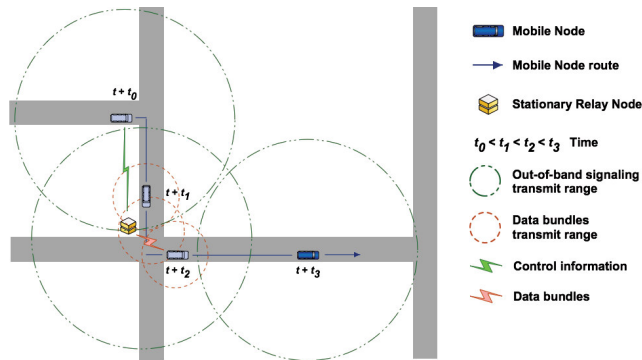 t + t0
t + t1
t + t2
t + t3
Mobile Node
Mobile Node route
Stationary Relay Node
t0 < t1 < t2 < t3 Time
Out-of-band signaling
transmit range
Data bundles
transmit range
Control information
Data bundles